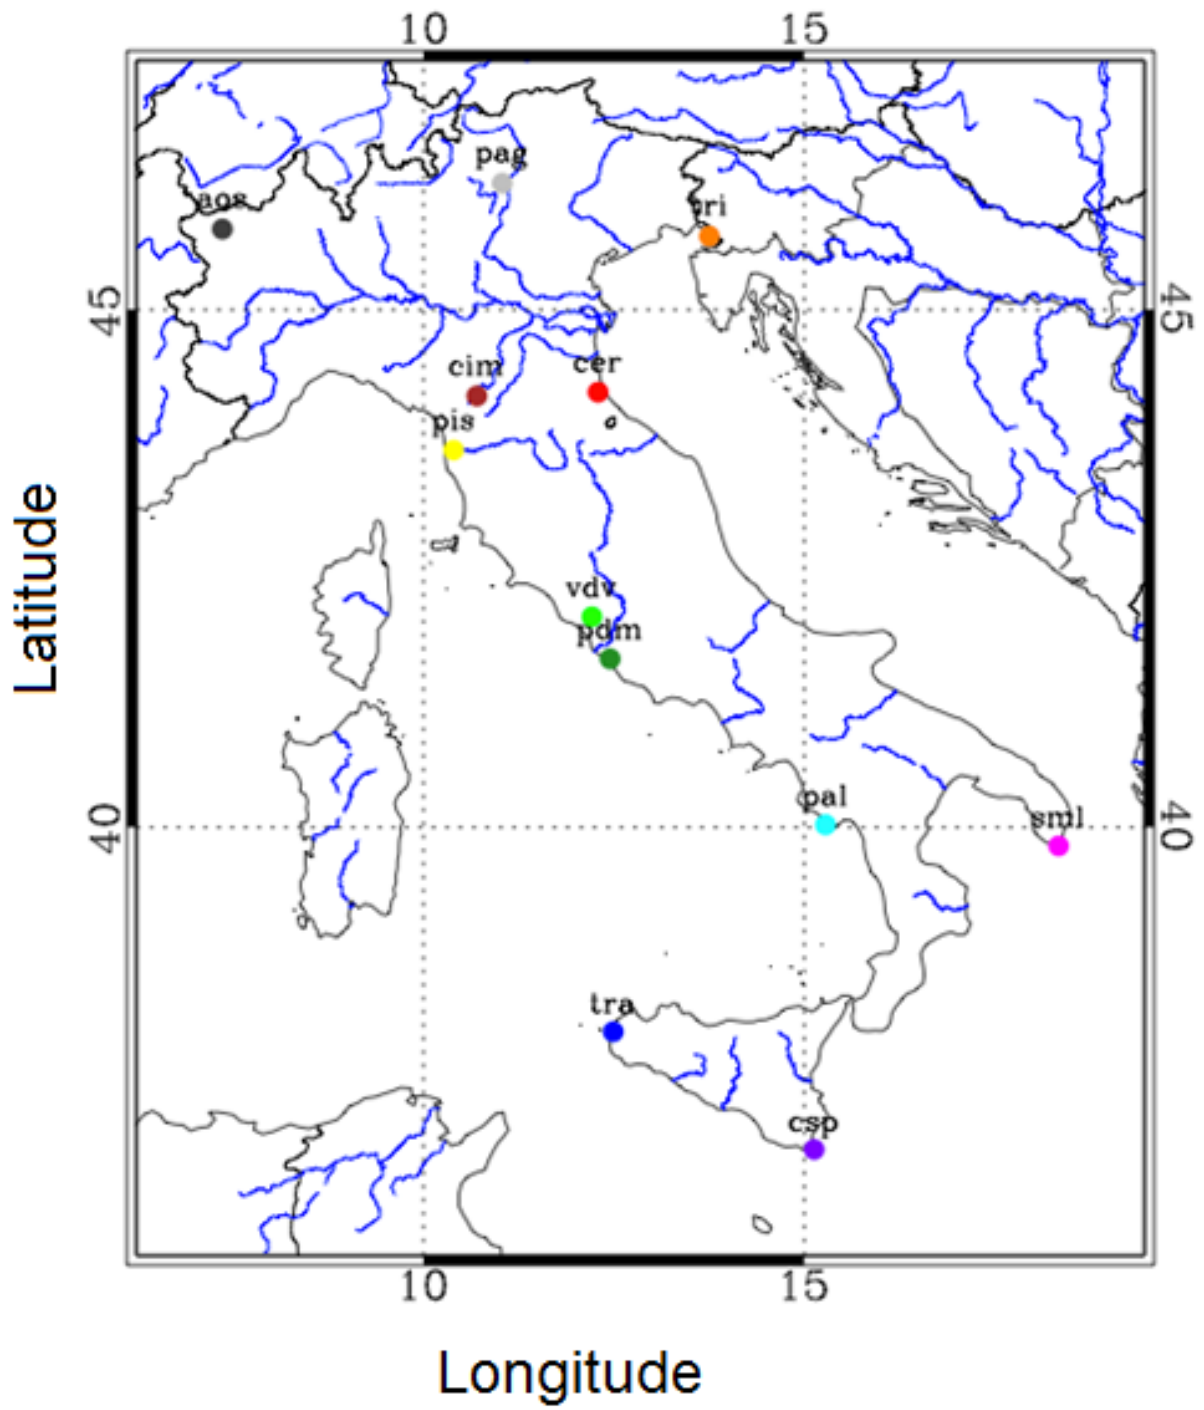 10 15
pag
aos
tri
45 45
cim cer
pis
Latitude
vdv
pdm
pal
40 sml 40
tra
csp
10 15
Longitude